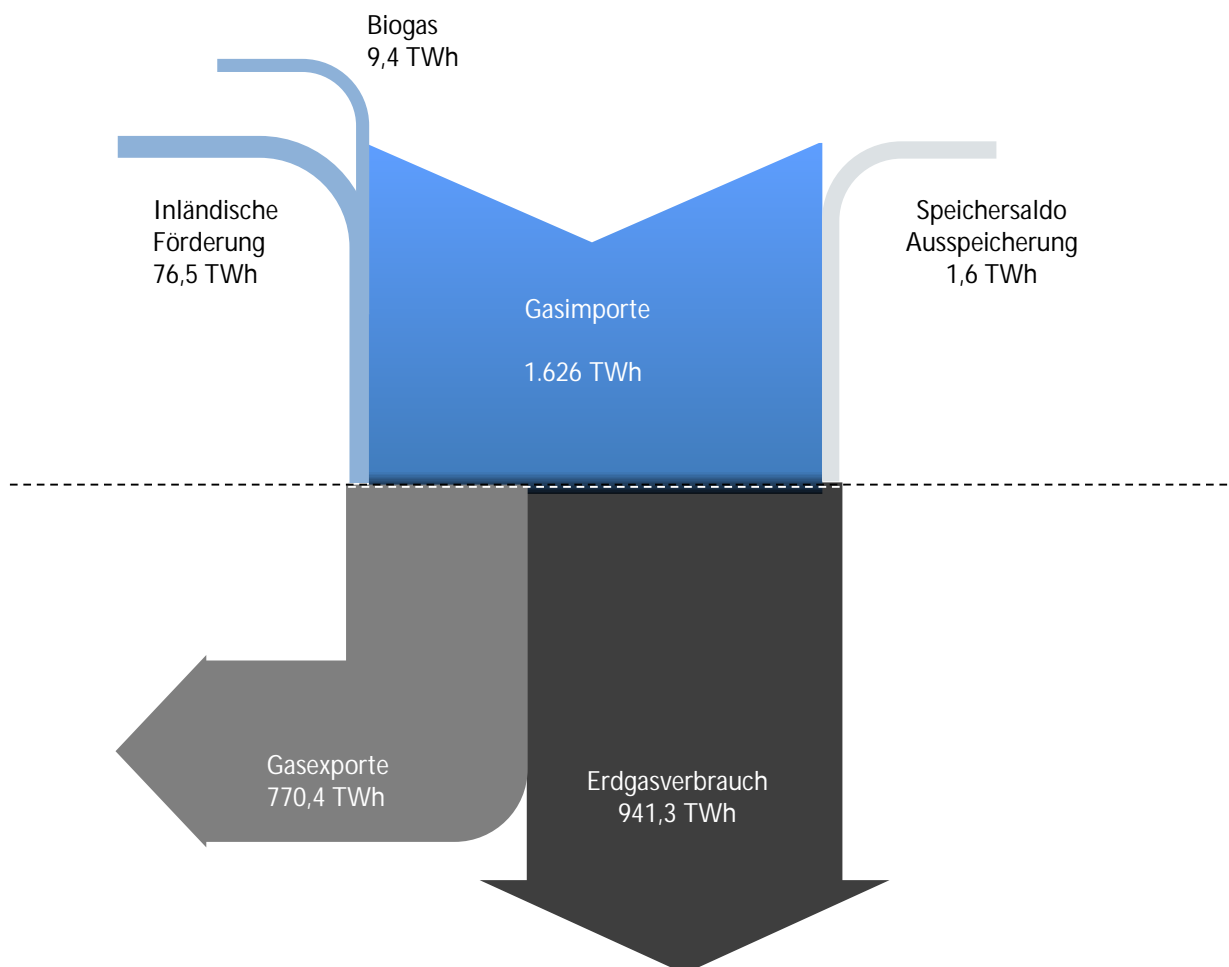 Biogas
9,4 TWh
Inländische
Förderung
76,5 TWh
Speichersaldo
Ausspeicherung
1,6 TWh
Gasimporte
1.626 TWh
Gasexporte
770,4 TWh
Erdgasverbrauch
941,3 TWh